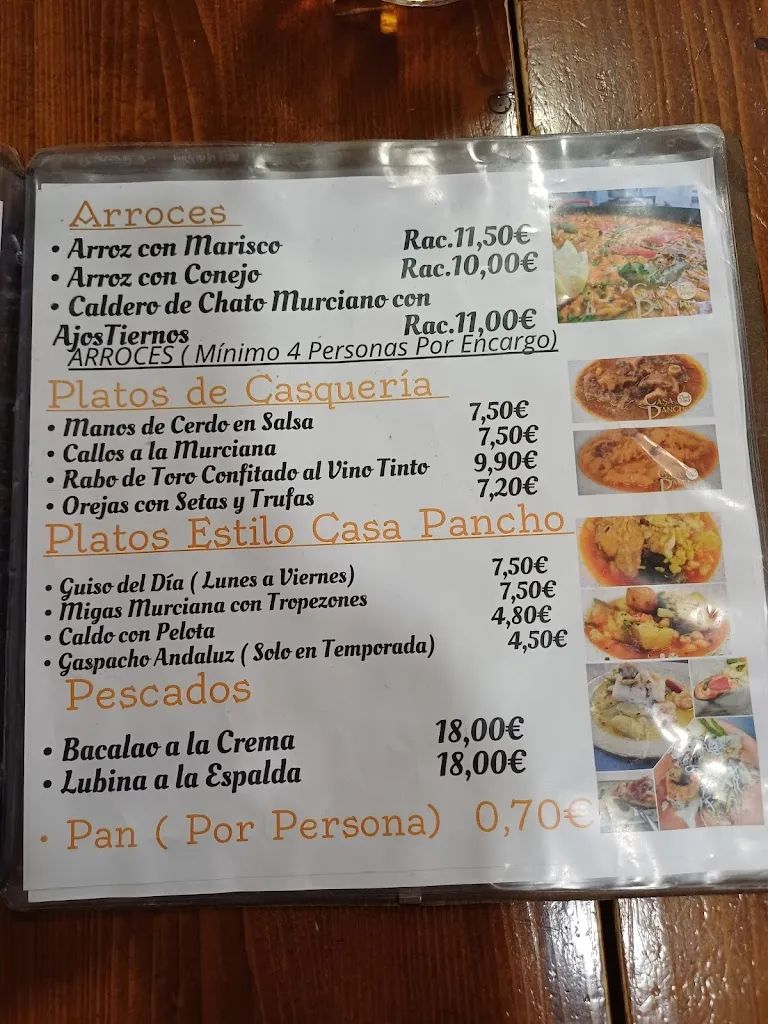 Arroces
• Arroz con Marisco Rac.11,50€
• Arroz con Conejo Rac.10,00€
• Caldero de Chato Murciano con
AjosTiernos Rac.11,00€
ARROCES ( Mínimo 4 Personas Por Encargo)
Platos de Casquería
• Manos de Cerdo en Salsa 7,50€
• Callos a la Murciana 7,50€
• Rabo de Toro Confitado al Vino Tinto 9,90€
• Orejas con Setas y Trufas 7,20€
Platos Estilo Casa Pancho
• Guiso del Día ( Lunes a Viernes) 7,50€
• Migas Murciana con Tropezones 7,50€
• Caldo con Pelota 4,80€
• Gaspacho Andaluz ( Solo en Temporada) 4,50€
Pescados
• Bacalao a la Crema 18,00€
• Lubina a la Espalda 18,00€
• Pan ( Por Persona) 0,70€